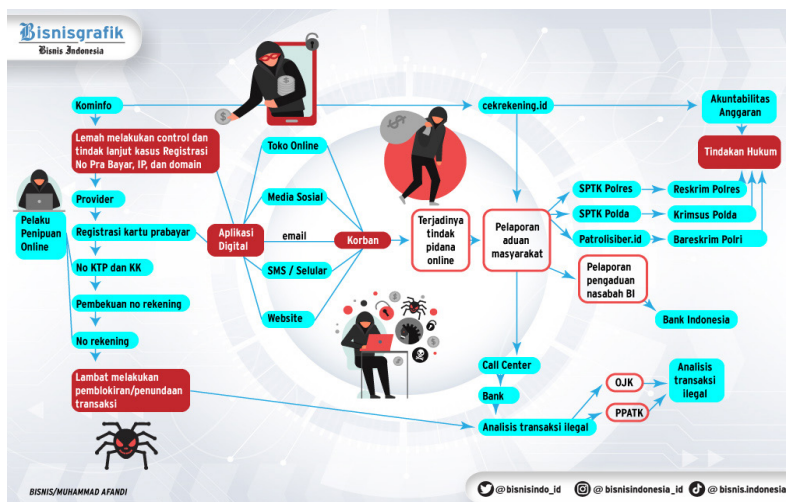 Bisnisgrafik
Bisnis Indonesia
Kominfo
Lemah melakukan control dan
tindak lanjut kasus Registrasi
No Pra Bayar, IP, dan domain
Provider
Pelaku
Penipuan
Online
Registrasi kartu prabayar
No KTP dan KK
Pembekuan no rekening
No rekening
Lambat melakukan
pemblokiran/penundaan
transaksi
Aplikasi
Digital
Toko Online
Media Sosial
email
SMS / Selular
Website
Korban
Terjadinya
tindak
pidana
online
cekrekening.id
Pelaporan
aduan
masyarakat
SPTK Polres
SPTK Polda
Patrolisiber.id
Reskrim Polres
Krimsus Polda
Bareskrim Polri
Akuntabilitas
Anggaran
Tindakan Hukum
Pelaporan
pengaduan
nasabah BI
Bank Indonesia
Call Center
Bank
Analisis transaksi ilegal
OJK
PPATK
Analisis
transaksi
ilegal
BISNIS/MUHAMMAD AFANDI
@bisnisindo_id
@bisnisindonesia_id
@bisnis.indonesia